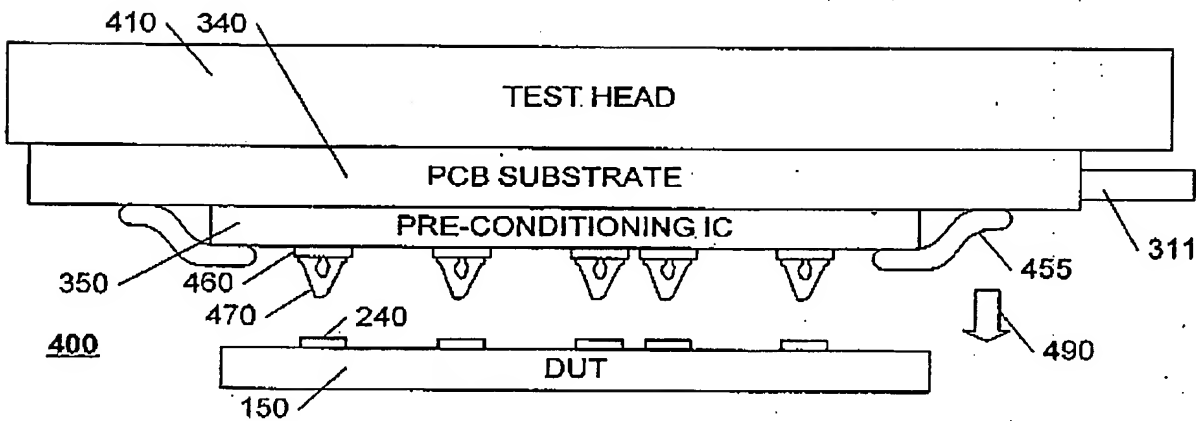 410
340
TEST HEAD
PCB SUBSTRATE
PRE-CONDITIONING IC
311
350
460
455
470
240
400
490
DUT
150